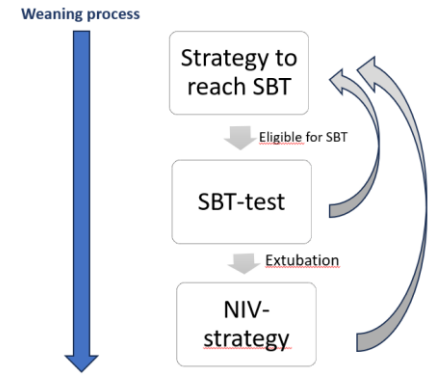 Weaning process
Strategy to
reach SBT
Eligible for SBT
SBT-test
Extubation
NIV-
strategy